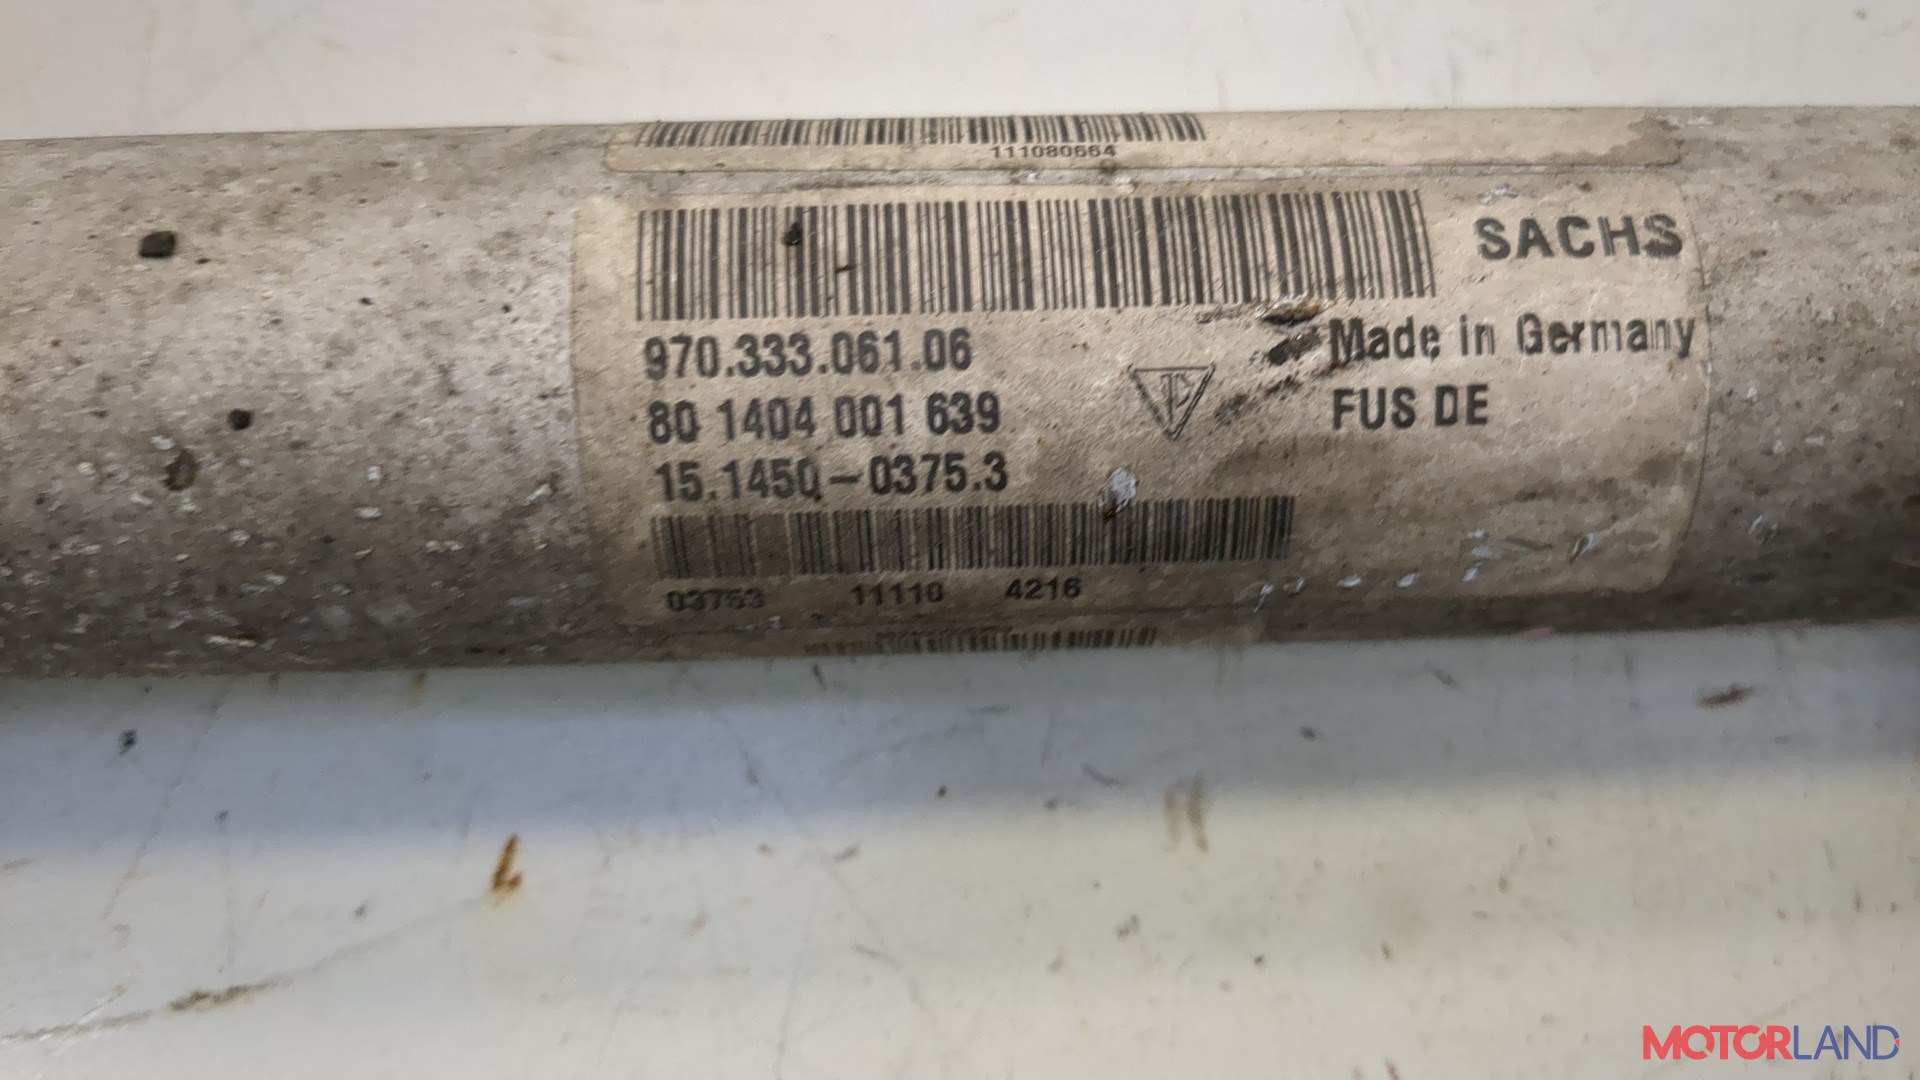 111080664
SACHS
970.333.061.06
Made in Germany
80 1404 001 639
FUS DE
15.1450-0375.3
03753 11110 4216
MOTORLAND